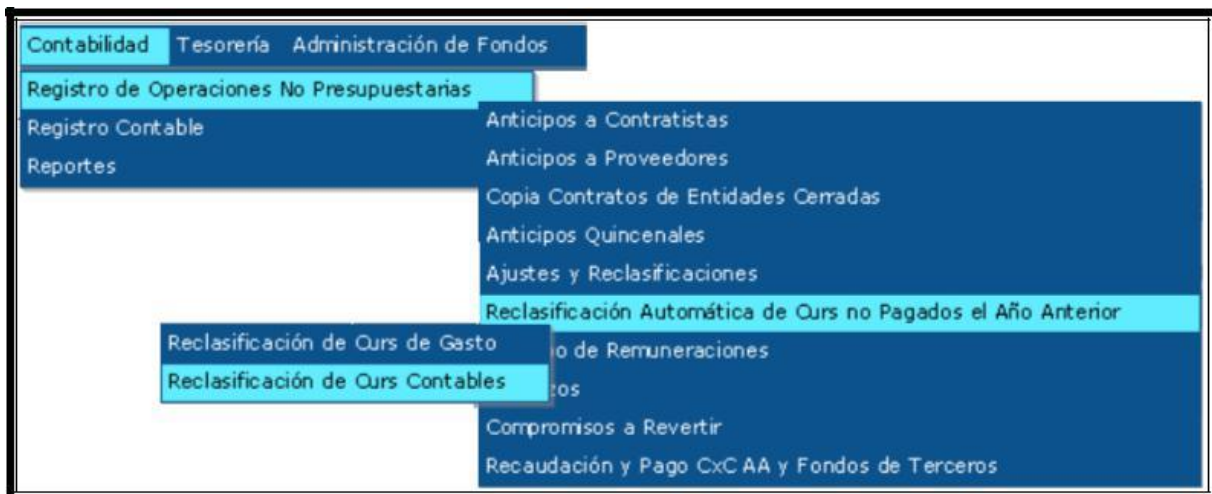 Contabilidad Tesorería Administración de Fondos
Registro de Operaciones No Presupuestarias
Registro Contable
Reportes
Anticipos a Contratistas
Anticipos a Proveedores
Copia Contratos de Entidades Cerradas
Anticipos Quincenales
Ajustes y Reclasificaciones
Reclasificación Automática de Curs no Pagados el Año Anterior
Reclasificación de Curs de Gasto
o de Remuneraciones
Reclasificación de Curs Contables
os
Compromisos a Revertir
Recaudación y Pago CxC AA y Fondos de Terceros